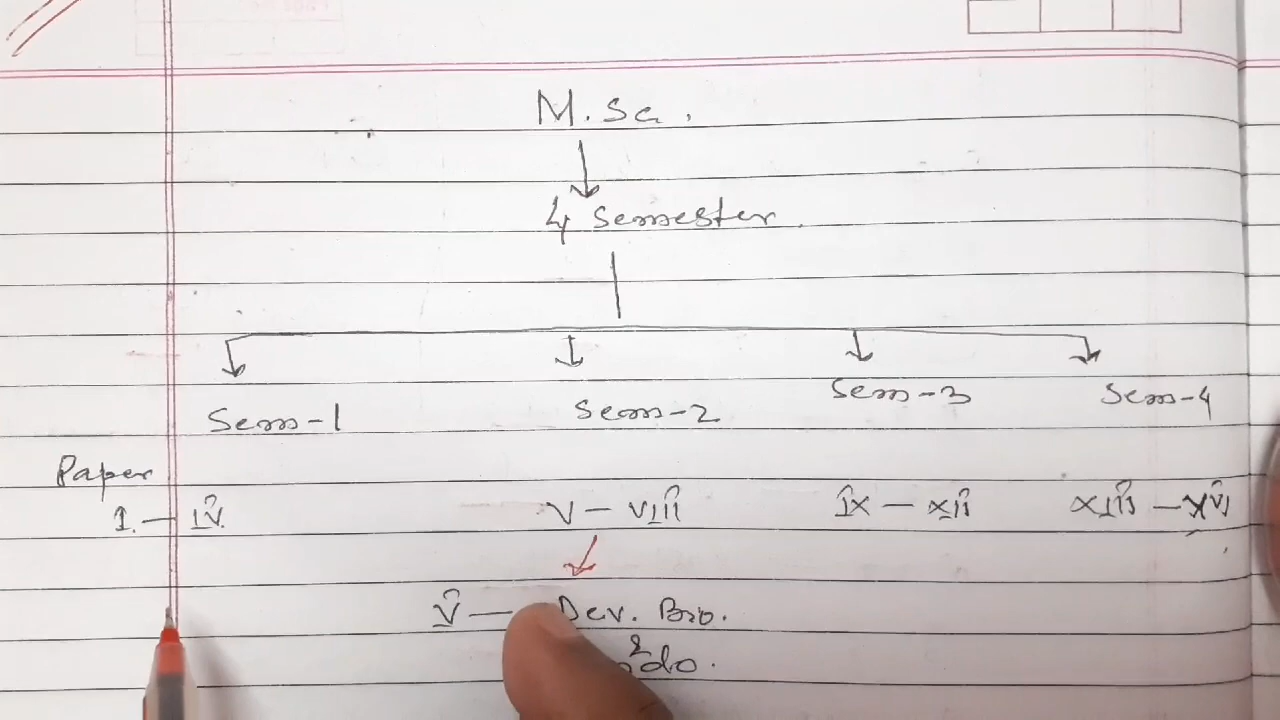 M.Sc.
4 Semester.
Sem-1 Sem-2 Sem-3 Sem-4
Paper
I. - IV V - VIII IX - XII XIII - XVI
V - Dev. Bio.